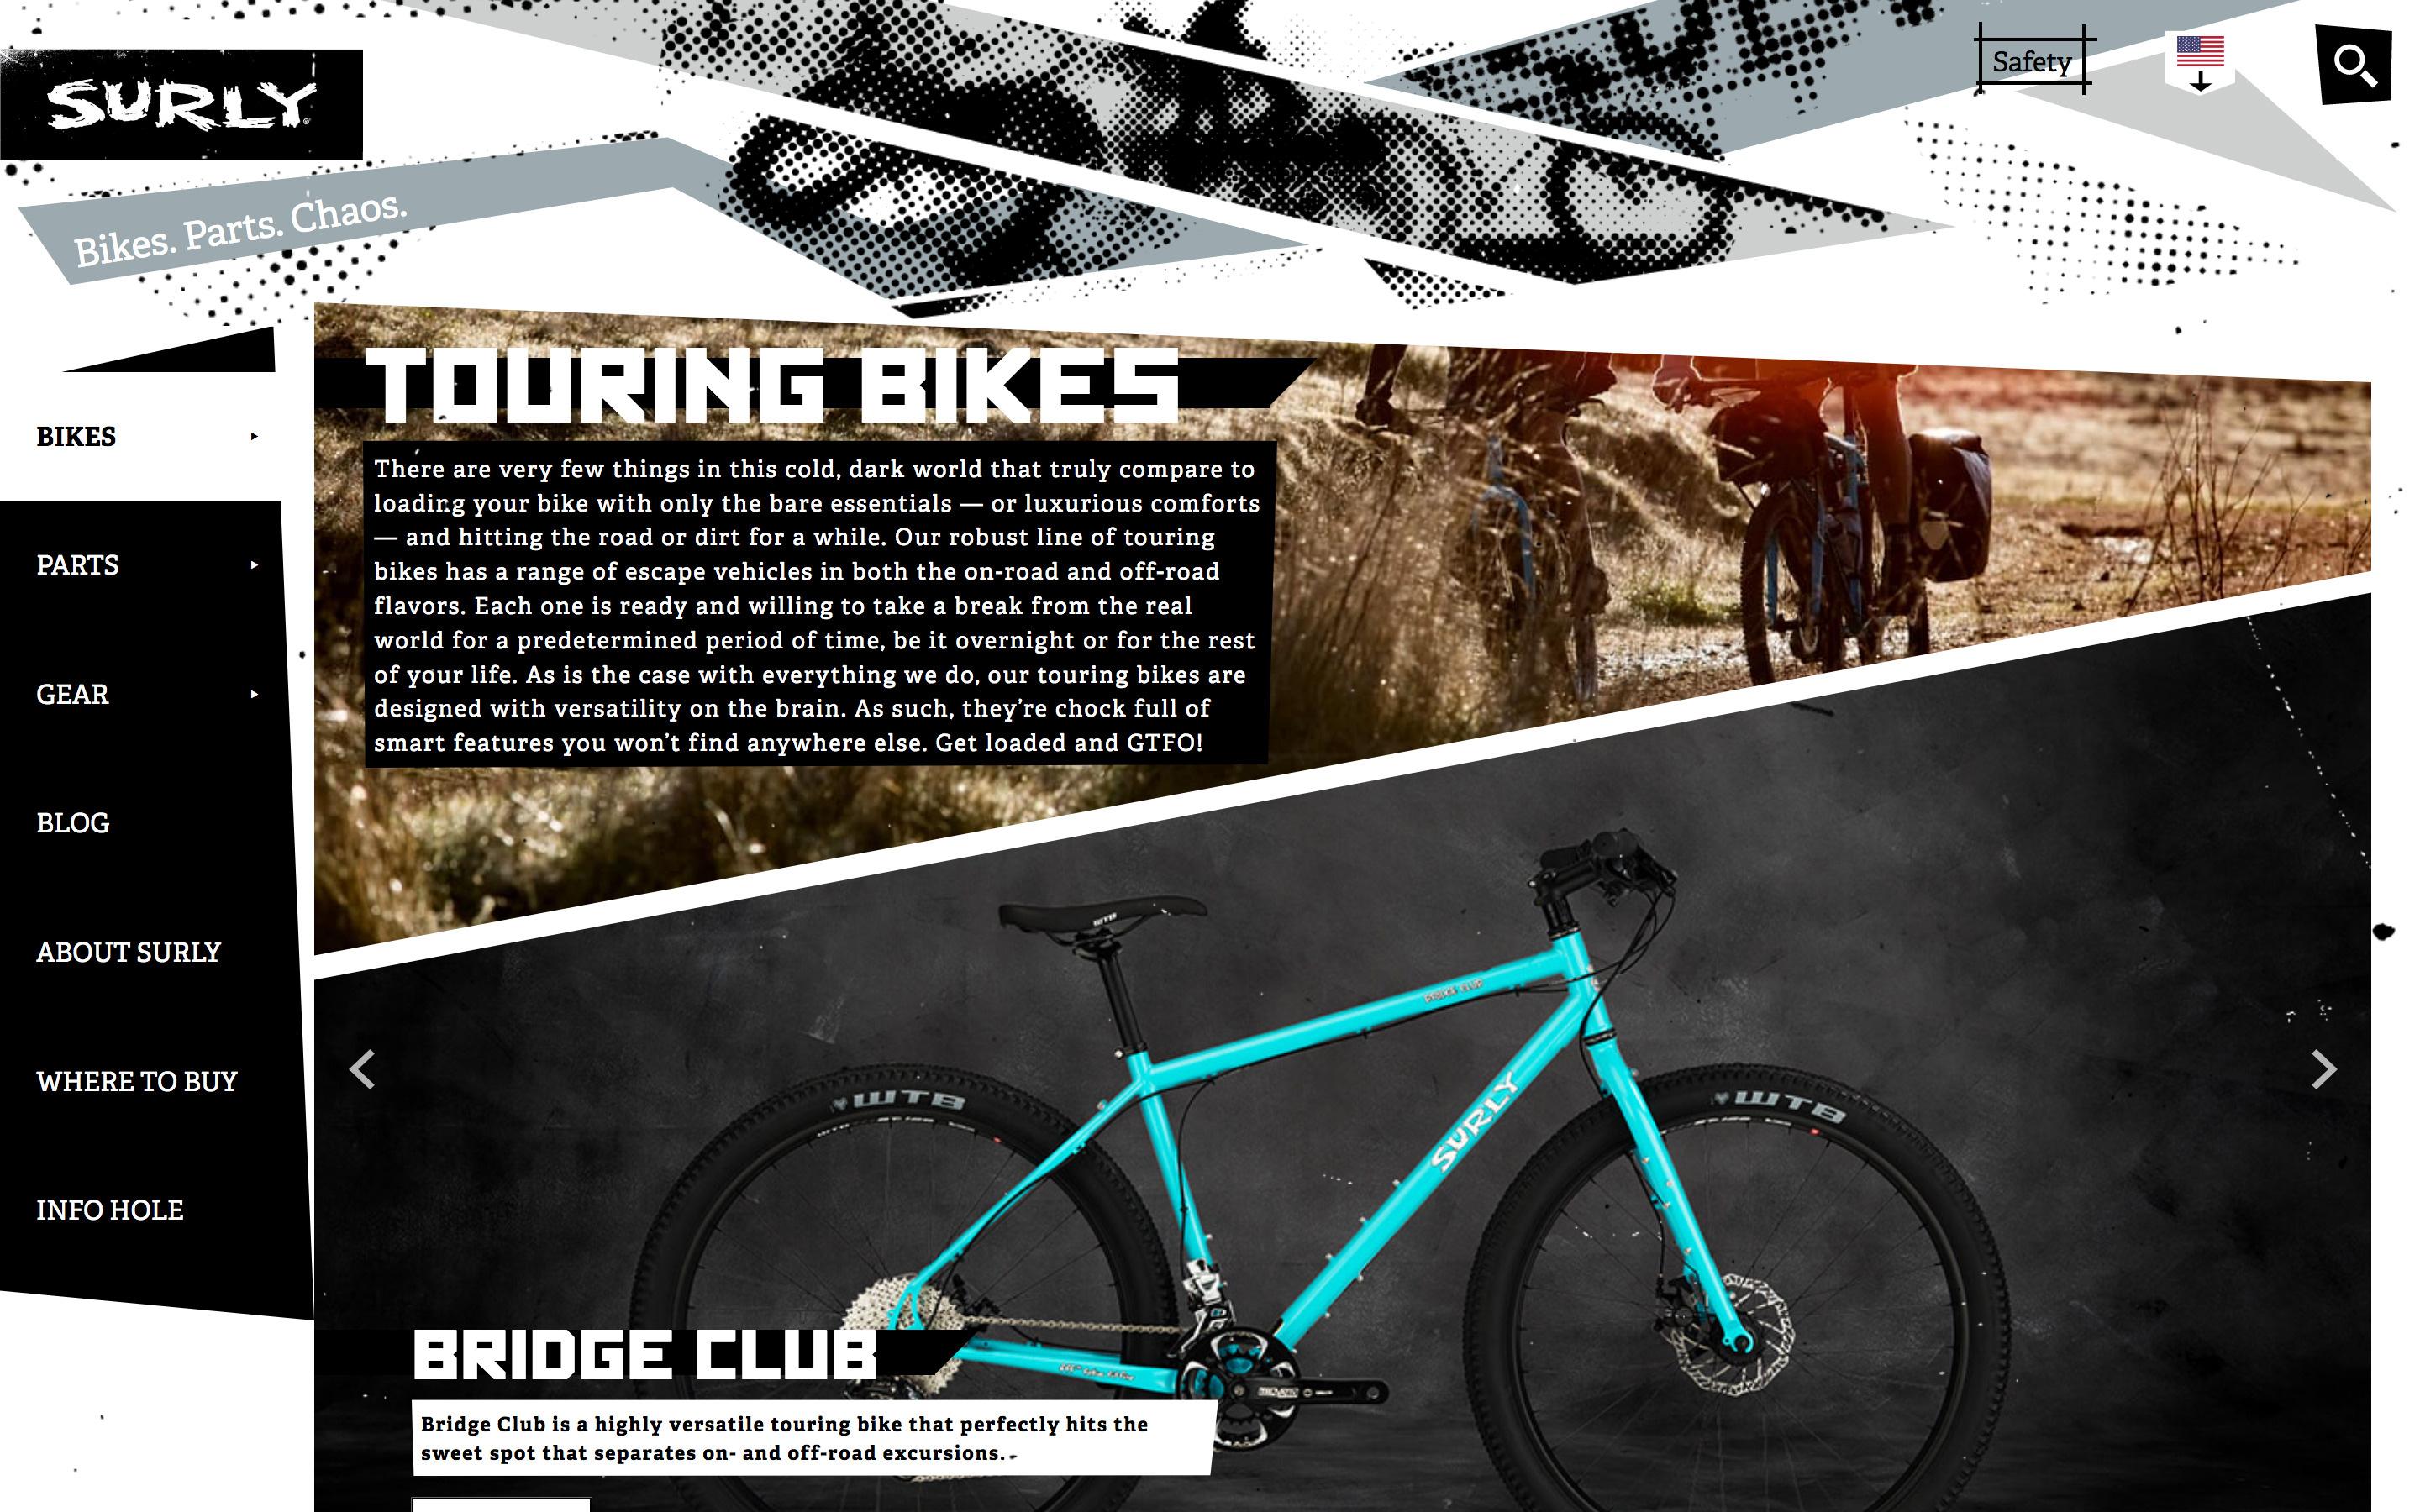 SURLY
Safety
Bikes. Parts. Chaos.
BIKES
PARTS
GEAR
BLOG
ABOUT SURLY
WHERE TO BUY
INFO HOLE
TOURING BIKES
There are very few things in this cold, dark world that truly compare to
loading your bike with only the bare essentials — or luxurious comforts
— and hitting the road or dirt for a while. Our robust line of touring
bikes has a range of escape vehicles in both the on-road and off-road
flavors. Each one is ready and willing to take a break from the real
world for a predetermined period of time, be it overnight or for the rest
of your life. As is the case with everything we do, our touring bikes are
designed with versatility on the brain. As such, they’re chock full of
smart features you won’t find anywhere else. Get loaded and GTFO!
WTB
BRIDGE CLUB
SURLY
WTB
WTB
BRIDGE CLUB
Bridge Club is a highly versatile touring bike that perfectly hits the
sweet spot that separates on- and off-road excursions.